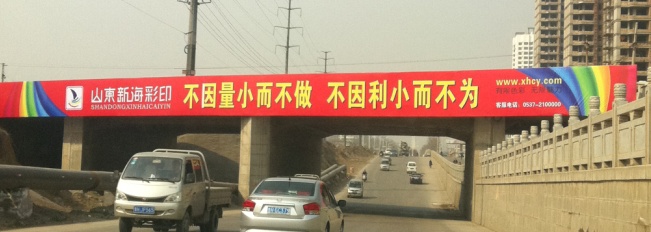 山東新海彩印
SHANDONGXINHAICAIYIN
不因量小而不做 不因利小而不为
www.xhcy.com
客服电话:0537-2100000